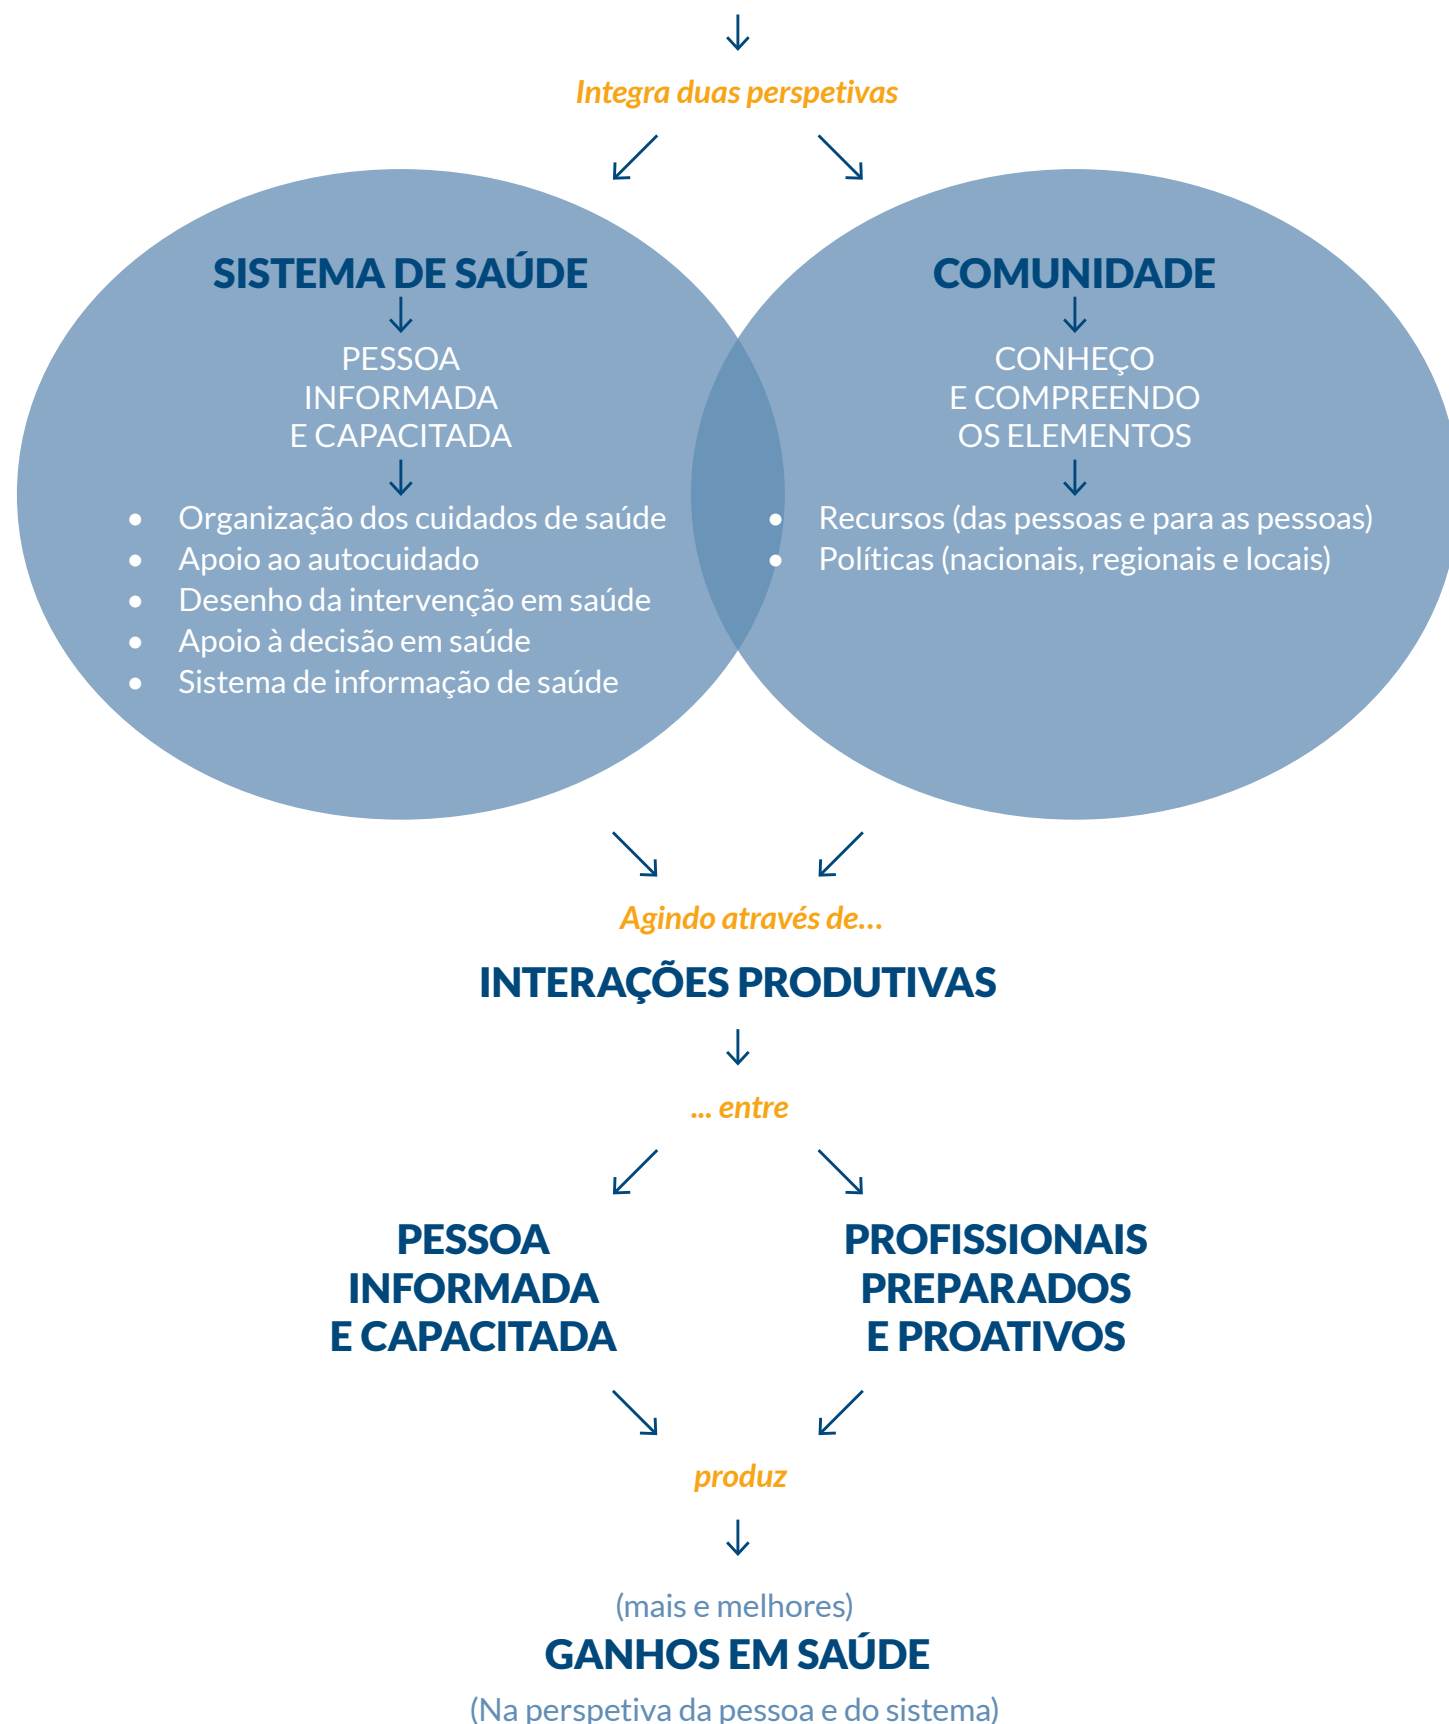 Integra duas perspetivas
SISTEMA DE SAÚDE
PESSOA
INFORMADA
E CAPACITADA
• Organização dos cuidados de saúde
• Apoio ao autocuidado
• Desenho da intervenção em saúde
• Apoio à decisão em saúde
• Sistema de informação de saúde
COMUNIDADE
CONHEÇO
E COMPREENDO
OS ELEMENTOS
• Recursos (das pessoas e para as pessoas)
• Políticas (nacionais, regionais e locais)
Agindo através de...
INTERAÇÕES PRODUTIVAS
... entre
PESSOA
INFORMADA
E CAPACITADA
PROFISSIONAIS
PREPARADOS
E PROATIVOS
produz
(mais e melhores)
GANHOS EM SAÚDE
(Na perspetiva da pessoa e do sistema)